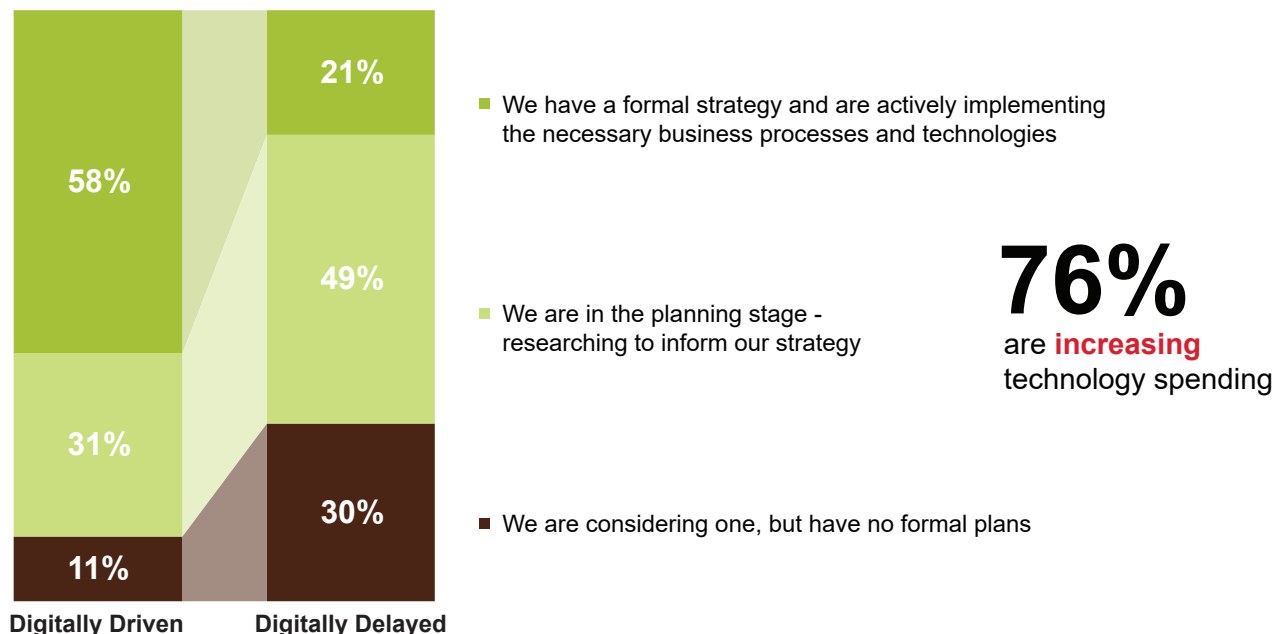 58%
31%
11%
21%
49%
30%
Digitally Driven
Digitally Delayed
We have a formal strategy and are actively implementing
the necessary business processes and technologies
We are in the planning stage -
researching to inform our strategy
We are considering one, but have no formal plans
76%
are increasing
technology spending